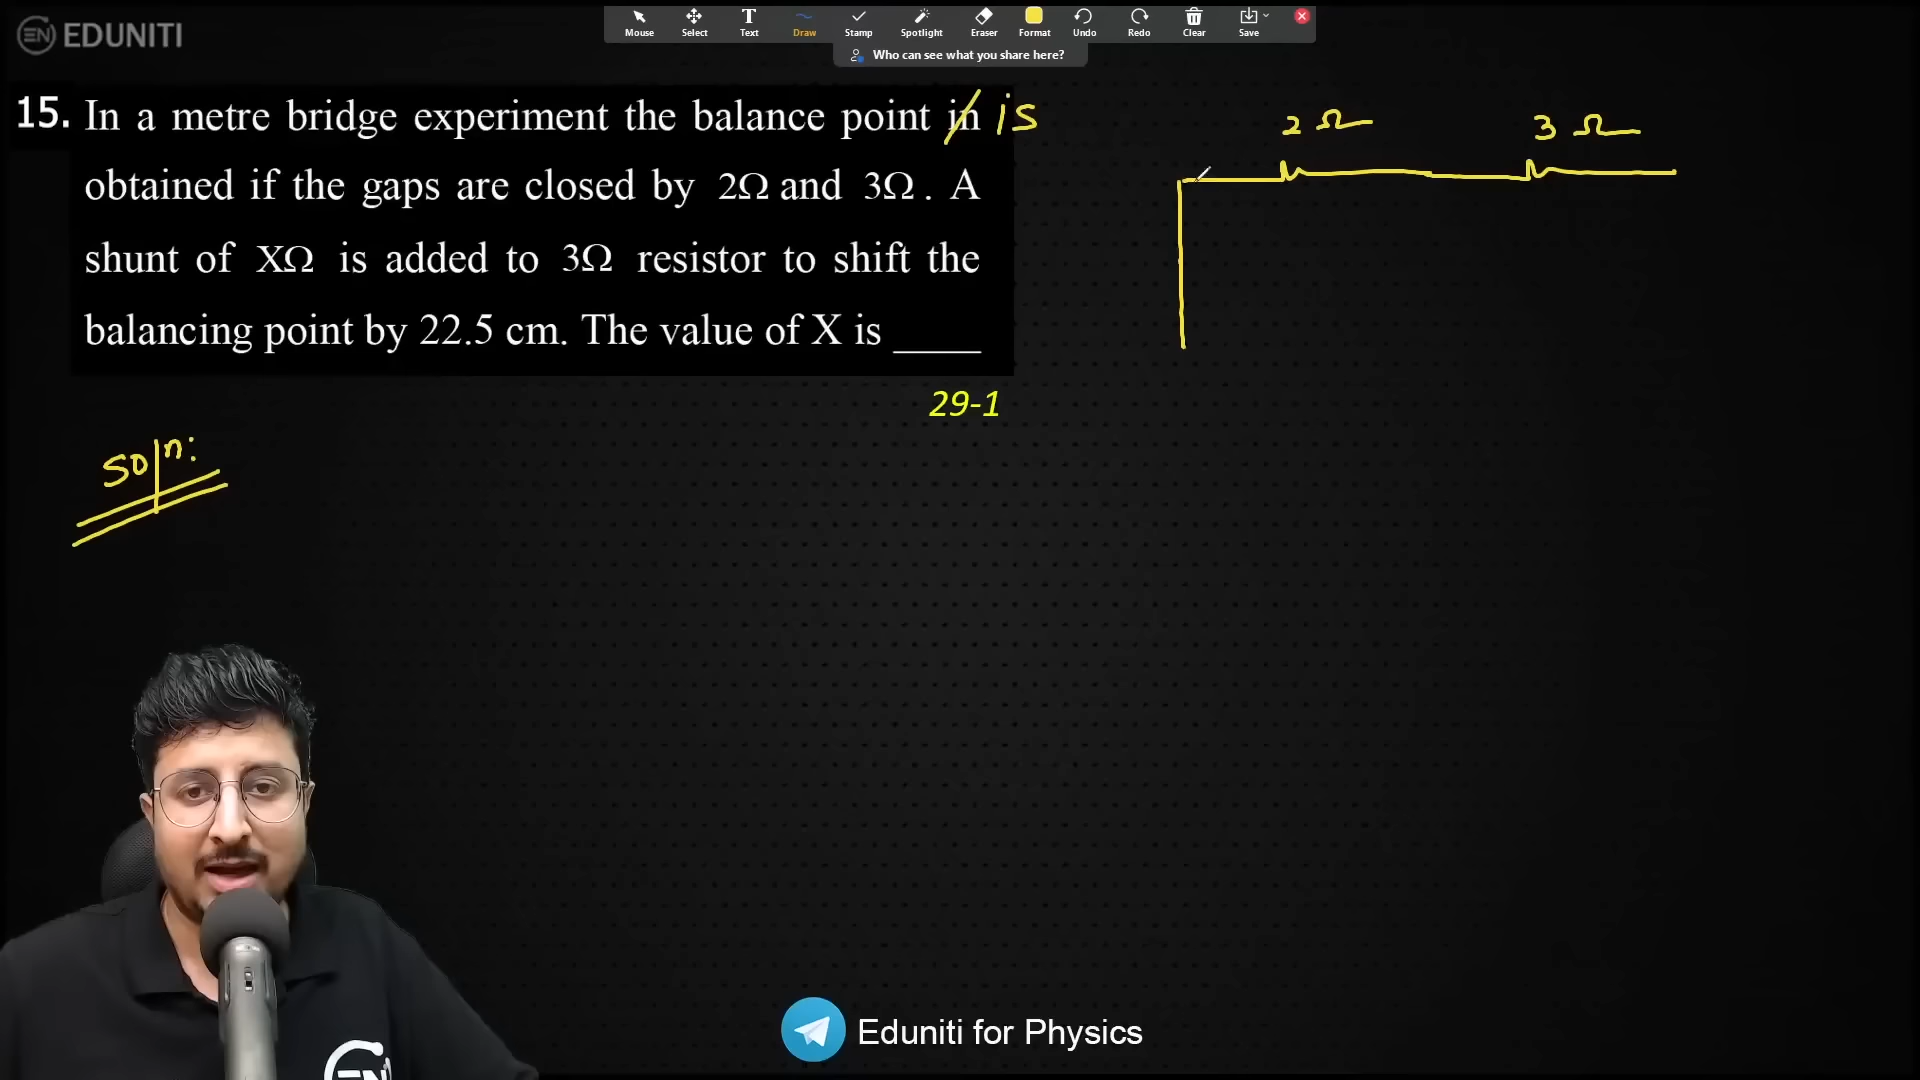 EN EDUNITI
Mouse Select Text Draw Stamp Spotlight Eraser Format Undo Redo Clear Save
Who can see what you share here?
15. In a metre bridge experiment the balance point in is
obtained if the gaps are closed by 2Ω and 3Ω. A
shunt of XΩ is added to 3Ω resistor to shift the
balancing point by 22.5 cm. The value of X is _____
29-1
2 Ω 3 Ω
Soln:
EN
Eduniti for Physics